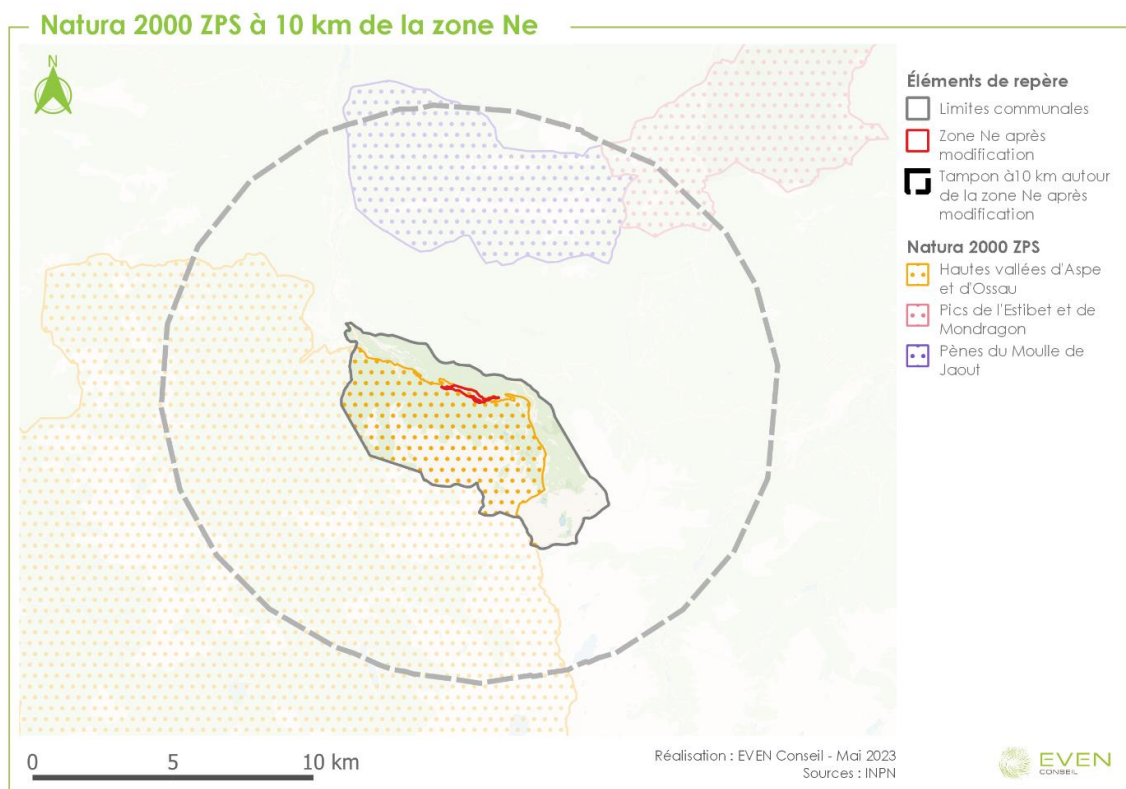 Natura 2000 ZPS à 10 km de la zone Ne
N
Éléments de repère
Limites communales
Zone Ne après
modification
Tampon à10 km autour
de la zone Ne après
modification
Natura 2000 ZPS
Hautes vallées d'Aspe
et d'Ossau
Pics de l'Estibet et de
Mondragon
Pènes du Moulle de
Jaout
0 5 10 km
Réalisation : EVEN Conseil - Mai 2023
Sources : INPN
EVEN
CONSEIL